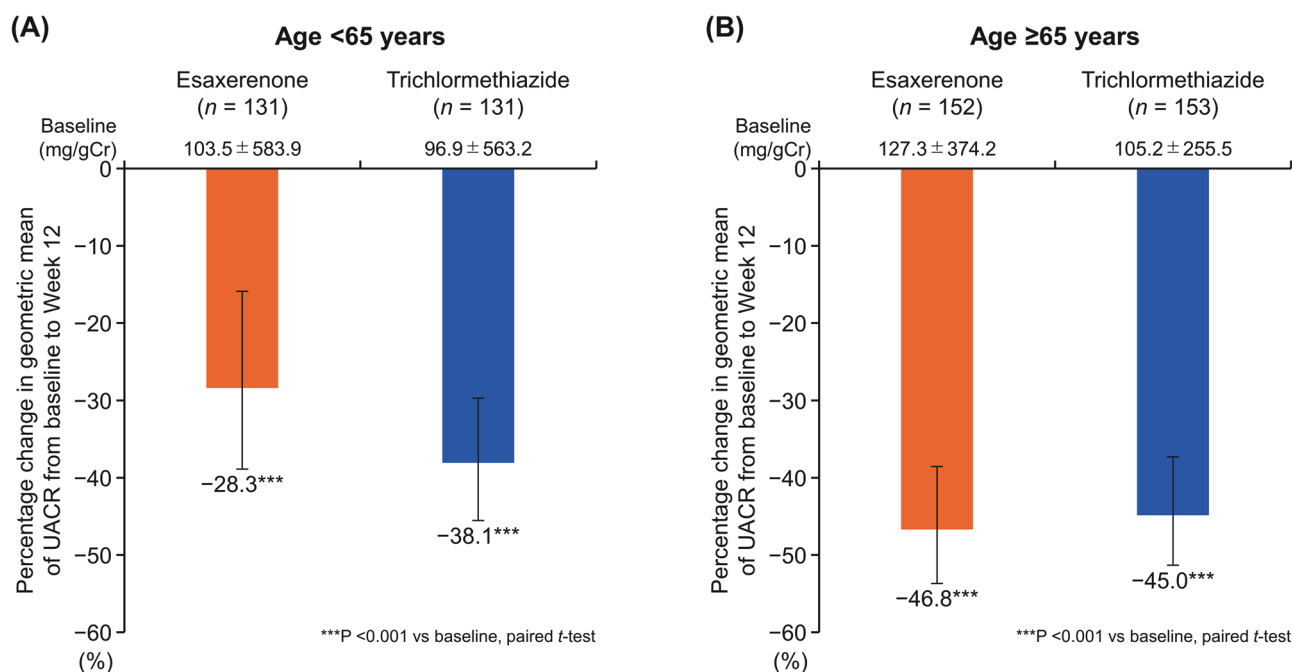 (A)
Age <65 years
Esaxerenone
(n = 131)
Trichlormethiazide
(n = 131)
Baseline
(mg/gCr)
103.5 ± 583.9
96.9 ± 563.2
0
−10
−20
−30
−40
−50
−60
(%)
Percentage change in geometric mean
of UACR from baseline to Week 12
−28.3***
−38.1***
***P <0.001 vs baseline, paired t-test
(B)
Age ≥65 years
Esaxerenone
(n = 152)
Trichlormethiazide
(n = 153)
Baseline
(mg/gCr)
127.3 ± 374.2
105.2 ± 255.5
0
−10
−20
−30
−40
−50
−60
(%)
Percentage change in geometric mean
of UACR from baseline to Week 12
−46.8***
−45.0***
***P <0.001 vs baseline, paired t-test